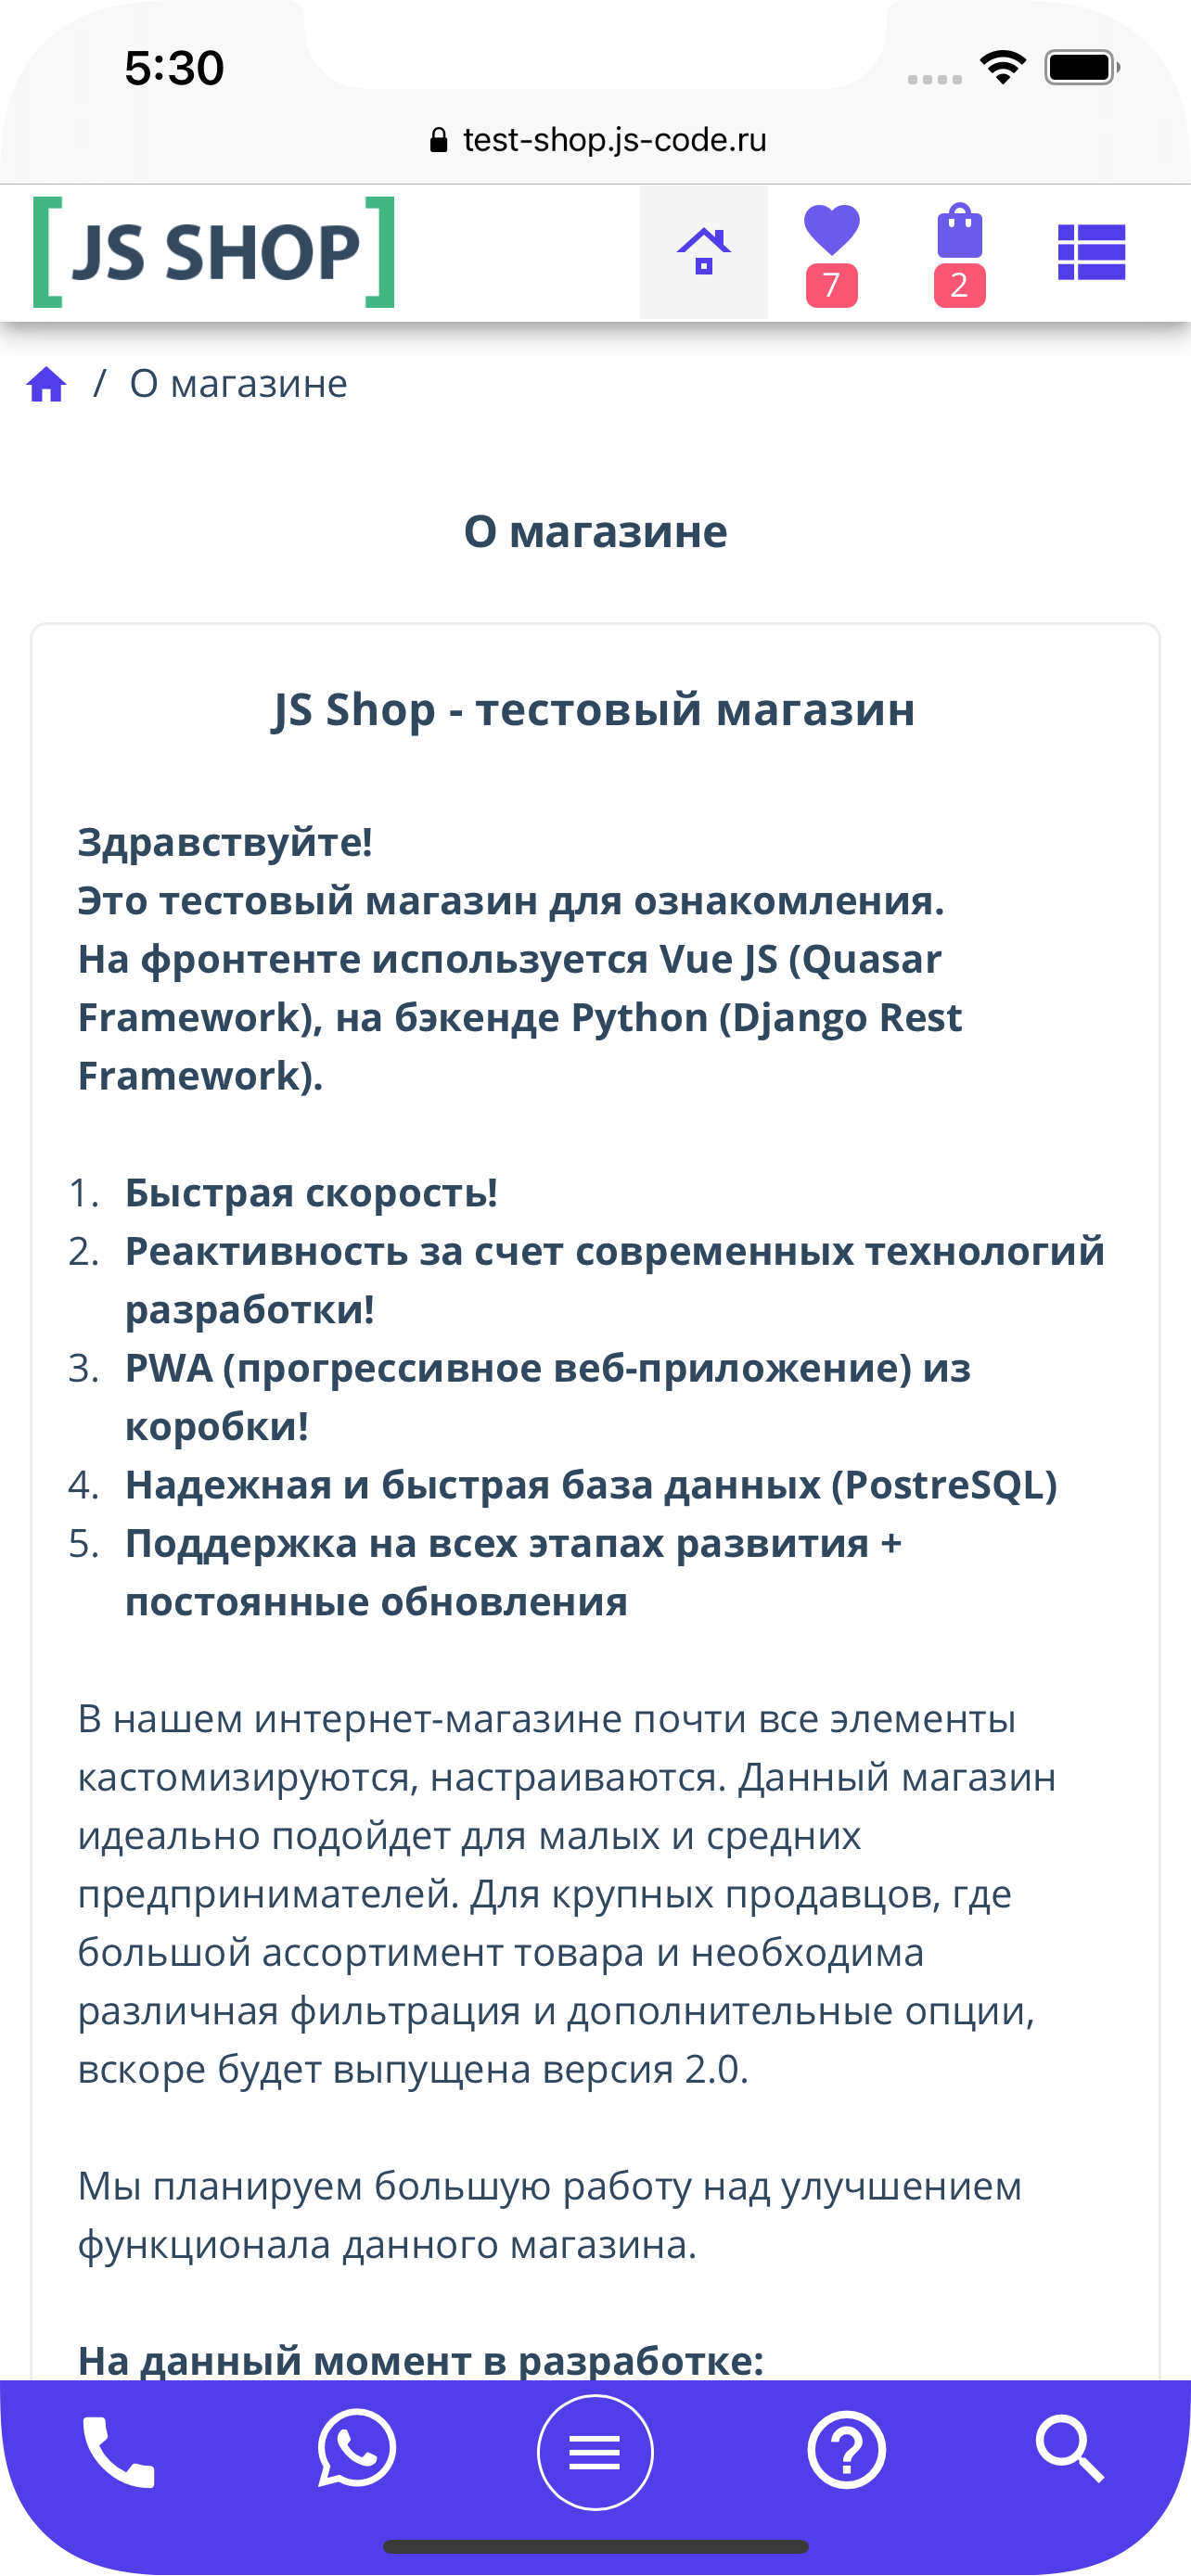 5:30
test-shop.js-code.ru
[JS SHOP]
7
2
/ О магазине
О магазине
JS Shop - тестовый магазин
Здравствуйте!
Это тестовый магазин для ознакомления.
На фронтенте используется Vue JS (Quasar
Framework), на бэкенде Python (Django Rest
Framework).
1. Быстрая скорость!
2. Реактивность за счет современных технологий
разработки!
3. PWA (прогрессивное веб-приложение) из
коробки!
4. Надежная и быстрая база данных (PostreSQL)
5. Поддержка на всех этапах развития +
постоянные обновления
В нашем интернет-магазине почти все элементы
кастомизируются, настраиваются. Данный магазин
идеально подойдет для малых и средних
предпринимателей. Для крупных продавцов, где
большой ассортимент товара и необходима
различная фильтрация и дополнительные опции,
вскоре будет выпущена версия 2.0.
Мы планируем большую работу над улучшением
функционала данного магазина.
На данный момент в разработке: